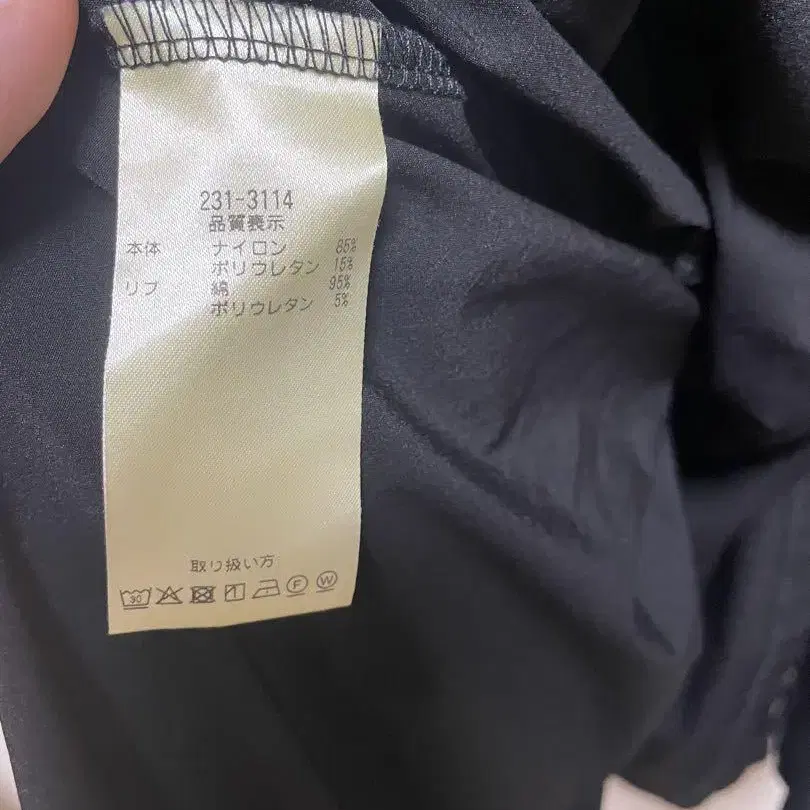 231-3114
品質表示
本体 ナイロン 85%
ポリウレタン 15%
リブ 綿 95%
ポリウレタン 5%
取り扱い方
30 F W